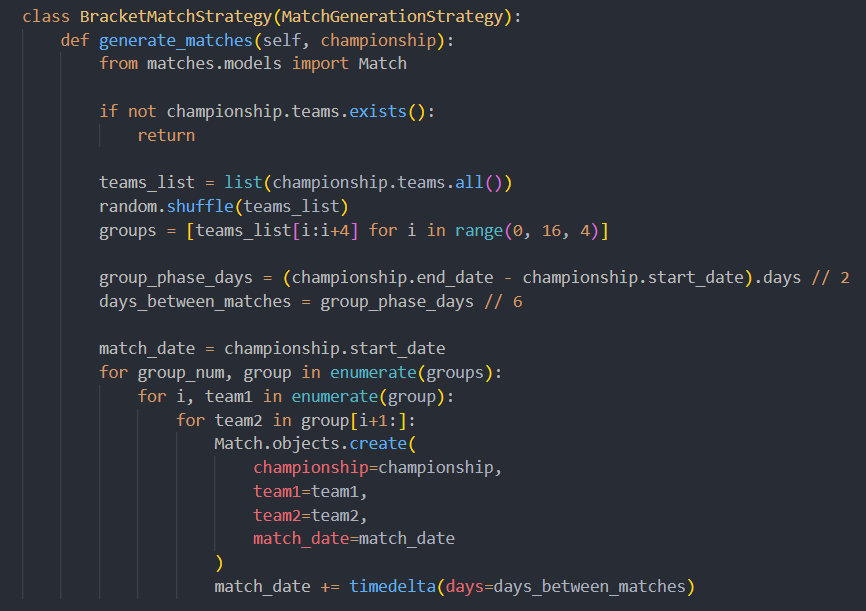 class BracketMatchStrategy(MatchGenerationStrategy):
    def generate_matches(self, championship):
        from matches.models import Match

        if not championship.teams.exists():
            return

        teams_list = list(championship.teams.all())
        random.shuffle(teams_list)
        groups = [teams_list[i:i+4] for i in range(0, 16, 4)]

        group_phase_days = (championship.end_date - championship.start_date).days // 2
        days_between_matches = group_phase_days // 6

        match_date = championship.start_date
        for group_num, group in enumerate(groups):
            for i, team1 in enumerate(group):
                for team2 in group[i+1:]:
                    Match.objects.create(
                        championship=championship,
                        team1=team1,
                        team2=team2,
                        match_date=match_date
                    )
                    match_date += timedelta(days=days_between_matches)